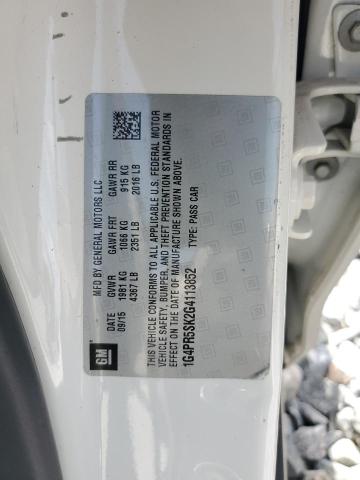 MFD BY GENERAL MOTORS LLC
DATE GVWR GAWR FRT GAWR RR
09/15 1981 KG 1066 KG 915 KG
4367 LB 2351 LB 2016 LB
THIS VEHICLE CONFORMS TO ALL APPLICABLE U.S. FEDERAL MOTOR
VEHICLE SAFETY, BUMPER, AND THEFT PREVENTION STANDARDS IN
EFFECT ON THE DATE OF MANUFACTURE SHOWN ABOVE.
1G4PR5SK2G4113852 TYPE: PASS CAR
GM